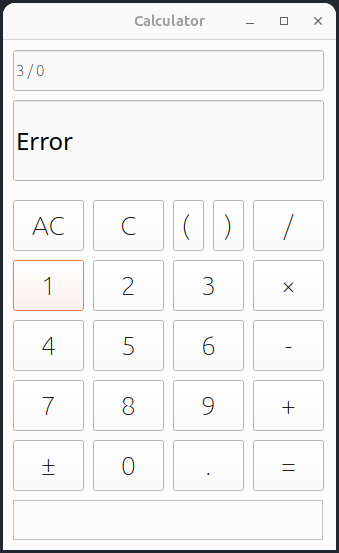 Calculator
3 / 0
Error
AC C ( ) /
1 2 3 ×
4 5 6 -
7 8 9 +
± 0 . =